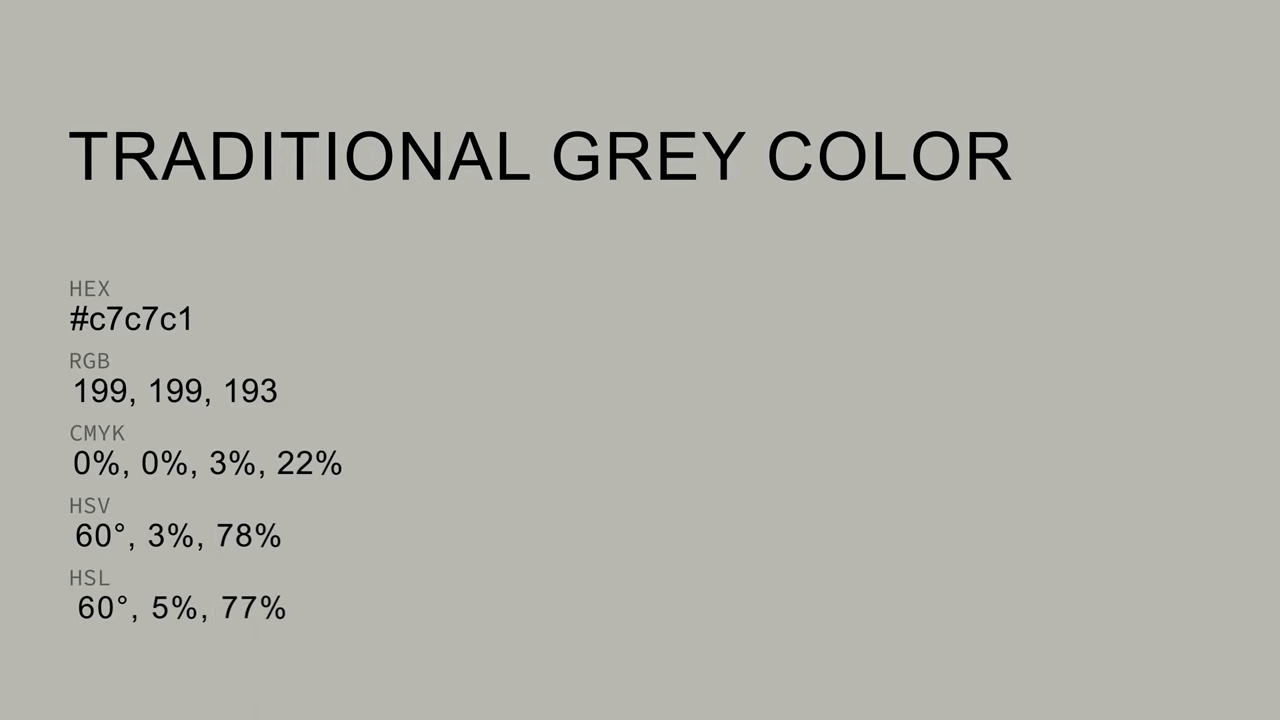 TRADITIONAL GREY COLOR
HEX
#c7c7c1
RGB
199, 199, 193
CMYK
0%, 0%, 3%, 22%
HSV
60°, 3%, 78%
HSL
60°, 5%, 77%